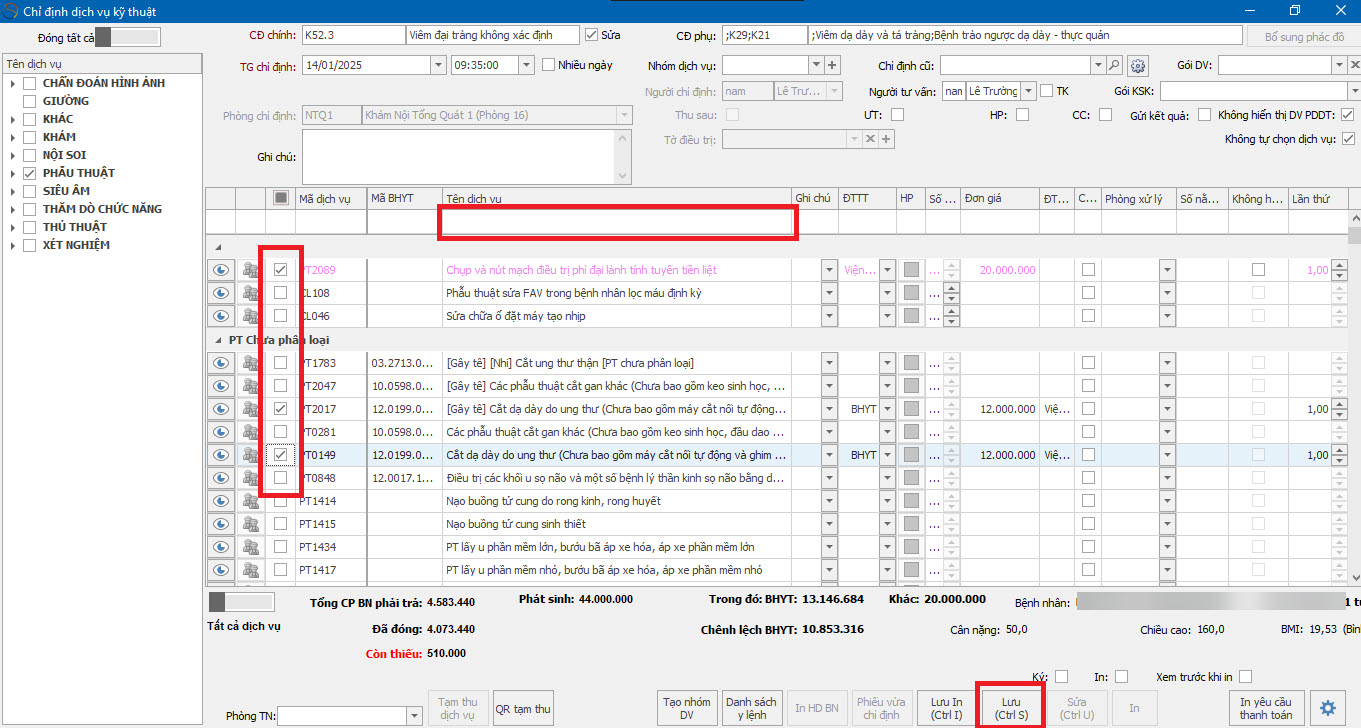 Chỉ định dịch vụ kỹ thuật
Đóng tất cả
CĐ chính: K52.3 Viêm đại tràng không xác định Sửa CĐ phụ: ;K29;K21 ;Viêm dạ dày và tá tràng;Bệnh trào ngược dạ dày - thực quản Bổ sung phác đồ
TG chỉ định: 14/01/2025 09:35:00 Nhiều ngày Nhóm dịch vụ: Chỉ định cũ: Gói DV:
Người chỉ định: nam Lê Trư... Người tư vấn: nam Lê Trường TK Gói KSK:
Phòng chỉ định: NTQ1 Khám Nội Tổng Quát 1 (Phòng 16) Thu sau: ƯT: HP: CC: Gửi kết quả: Không hiển thị DV PDDT:
Tờ điều trị: Không tự chọn dịch vụ:
Ghi chú:
Tên dịch vụ
CHẨN ĐOÁN HÌNH ẢNH
GIƯỜNG
KHÁC
KHÁM
NỘI SOI
PHẪU THUẬT
SIÊU ÂM
THĂM DÒ CHỨC NĂNG
THỦ THUẬT
XÉT NGHIỆM
Mã dịch vụ Mã BHYT Tên dịch vụ Ghi chú ĐTTT HP Số ... Đơn giá ĐT... C... Phòng xử lý Số nằ... Không h... Lần thứ
PT2089 Chụp và nút mạch điều trị phì đại lành tính tuyến tiền liệt Viện... ... 20.000.000 1,00
CL108 Phẫu thuật sửa FAV trong bệnh nhân lọc máu định kỳ ...
CL046 Sửa chữa ổ đặt máy tạo nhịp ...
PT Chưa phân loại
PT1783 03.2713.0... [Gây tê] [Nhi] Cắt ung thư thận [PT chưa phân loại] ...
PT2047 10.0598.0... [Gây tê] Các phẫu thuật cắt gan khác (Chưa bao gồm keo sinh học, ... ...
PT2017 12.0199.0... [Gây tê] Cắt dạ dày do ung thư (Chưa bao gồm máy cắt nối tự động... BHYT ... 12.000.000 Việ... 1,00
PT0281 10.0598.0... Các phẫu thuật cắt gan khác (Chưa bao gồm keo sinh học, đầu dao ... ...
PT0149 12.0199.0... Cắt dạ dày do ung thư (Chưa bao gồm máy cắt nối tự động và ghim ... BHYT ... 12.000.000 Việ... 1,00
PT0848 12.0017.1... Điều trị các khối u sọ não và một số bệnh lý thần kinh sọ não bằng d... ...
PT1414 Nạo buồng tử cung do rong kinh, rong huyết ...
PT1415 Nạo buồng tử cung sinh thiết ...
PT1434 PT lấy u phần mềm lớn, bướu bã áp xe hóa, áp xe phần mềm lớn ...
PT1417 PT lấy u phần mềm nhỏ, bướu bã áp xe hóa, áp xe phần mềm nhỏ ...
Tất cả dịch vụ
Tổng CP BN phải trả: 4.583.440 Phát sinh: 44.000.000 Trong đó: BHYT: 13.146.684 Khác: 20.000.000 Bệnh nhân: 1 tu
Đã đóng: 4.073.440 Chênh lệch BHYT: 10.853.316 Cân nặng: 50,0 Chiều cao: 160,0 BMI: 19,53 (Bìn
Còn thiếu: 510.000
Ký: In: Xem trước khi in
Phòng TN: Tạm thu dịch vụ QR tạm thu Tạo nhóm DV Danh sách y lệnh In HD BN Phiếu vừa chỉ định Lưu In (Ctrl I) Lưu (Ctrl S) Sửa (Ctrl U) In In yêu cầu thanh toán